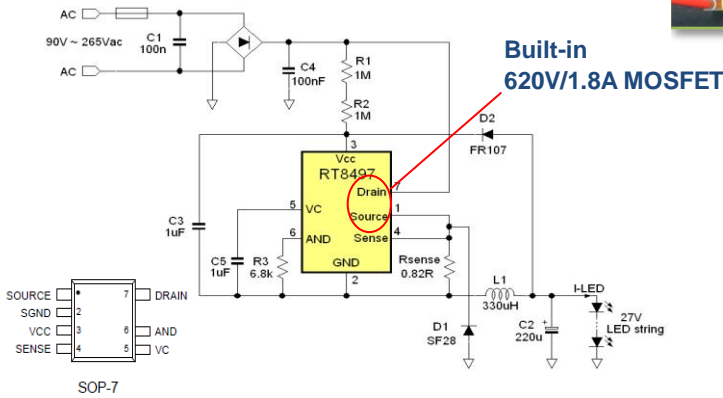 AC
90V ~ 265Vac
C1
100n
AC
C4
100nF
R1
1M
R2
1M
Built-in
620V/1.8A MOSFET
D2
FR107
3
Vcc
RT8497
Drain
7
5
VC
Source
1
6
AND
Sense
4
GND
2
C3
1uF
C5
1uF
R3
6.8k
Rsense
0.82R
L1
330uH
I-LED
D1
SF28
C2
220u
+
27V
LED string
SOURCE
7
DRAIN
SGND
2
VCC
3
6
AND
SENSE
4
5
VC
SOP-7